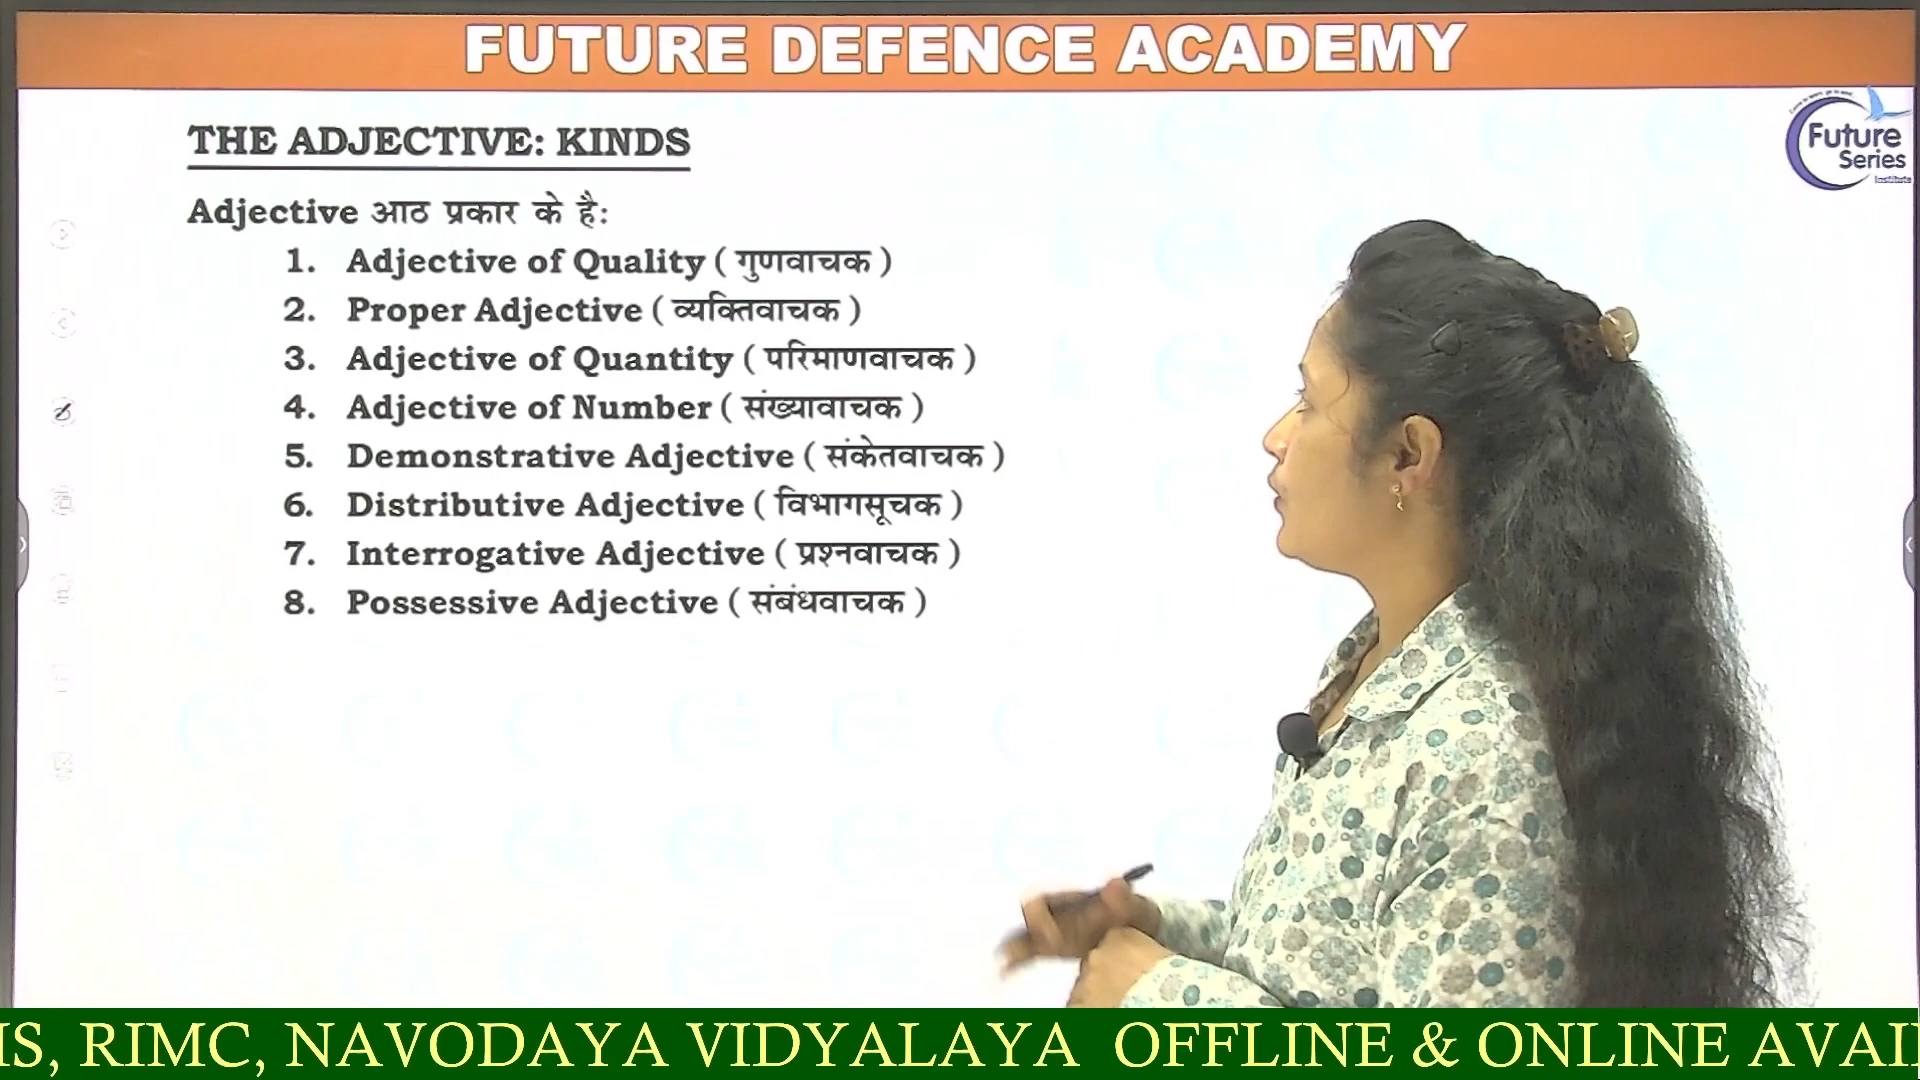 FUTURE DEFENCE ACADEMY
Future
Series
Institute
THE ADJECTIVE: KINDS
Adjective आठ प्रकार के है:
1. Adjective of Quality ( गुणवाचक )
2. Proper Adjective ( व्यक्तिवाचक )
3. Adjective of Quantity ( परिमाणवाचक )
4. Adjective of Number ( संख्यावाचक )
5. Demonstrative Adjective ( संकेतवाचक )
6. Distributive Adjective ( विभागसूचक )
7. Interrogative Adjective ( प्रश्नवाचक )
8. Possessive Adjective ( संबंधवाचक )
IS, RIMC, NAVODAYA VIDYALAYA OFFLINE & ONLINE AVAI